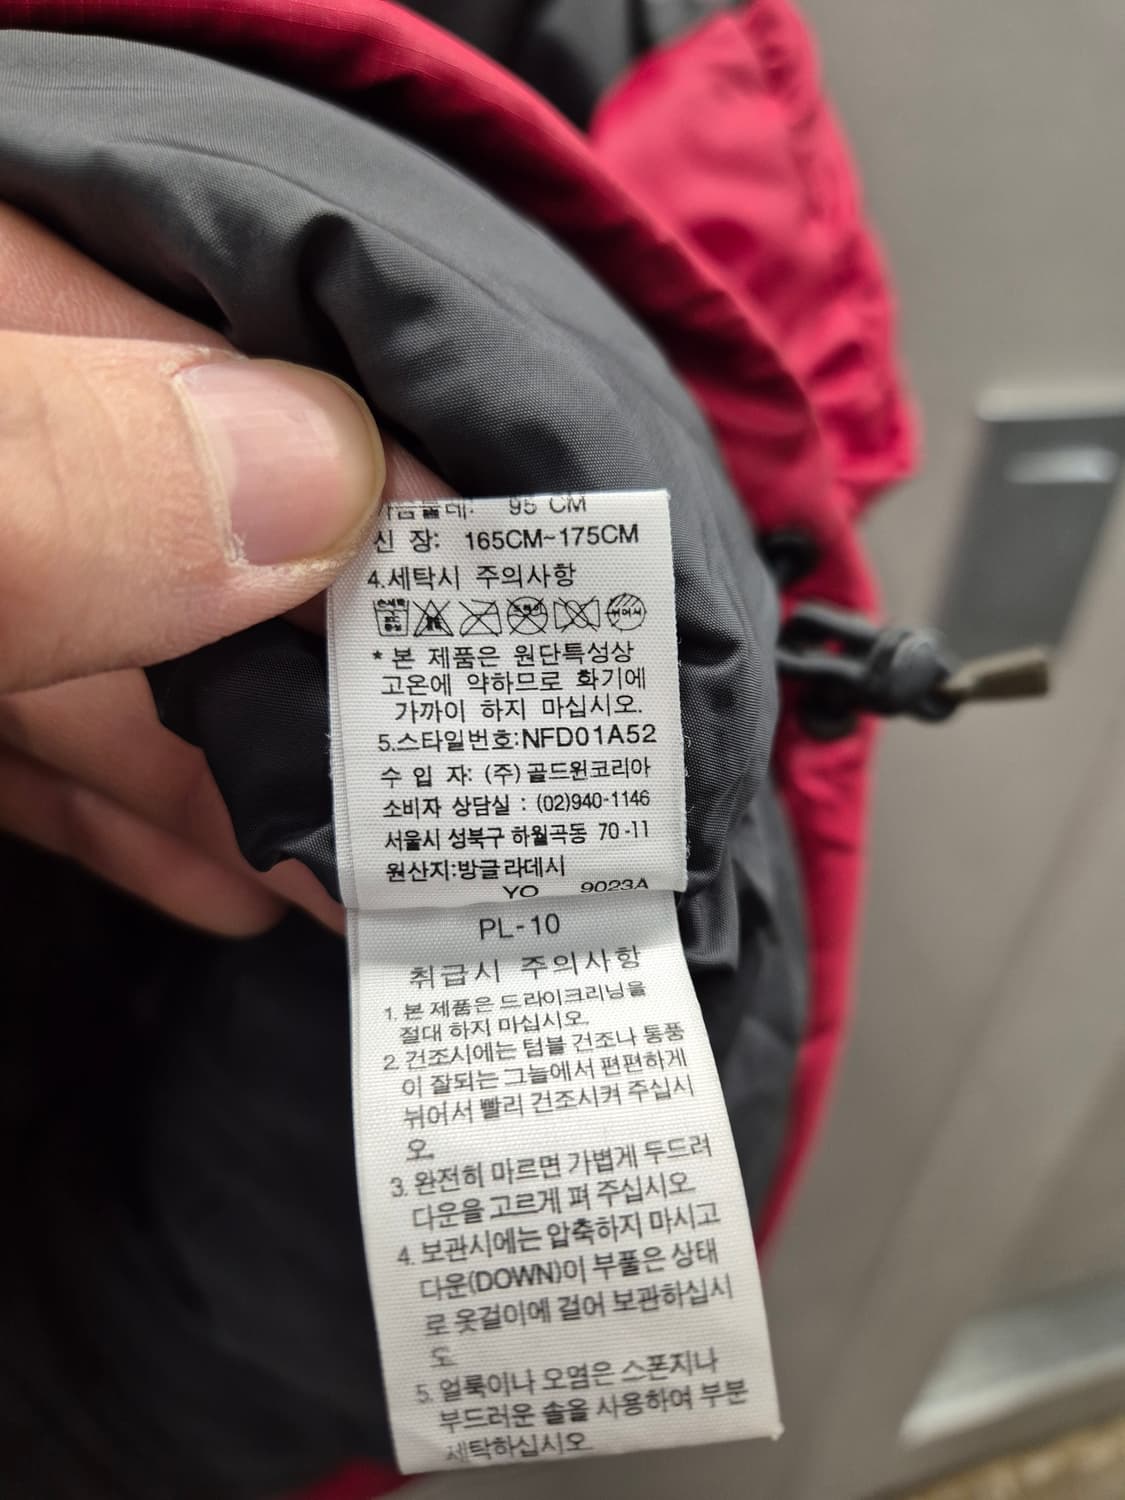 가슴둘레: 95 CM
신 장: 165CM~175CM
4.세탁시 주의사항
* 본 제품은 원단특성상
고온에 약하므로 화기에
가까이 하지 마십시오.
5.스타일번호:NFD01A52
수 입 자: (주)골드윈코리아
소비자 상담실 : (02)940-1146
서울시 성북구 하월곡동 70-11
원산지:방글라데시
YO 9023A
PL-10
취급시 주의사항
1. 본 제품은 드라이크리닝을
절대 하지 마십시오.
2. 건조시에는 텀블 건조나 통풍
이 잘되는 그늘에서 편편하게
뉘어서 빨리 건조시켜 주십시
오.
3. 완전히 마르면 가볍게 두드려
다운을 고르게 펴 주십시오
4. 보관시에는 압축하지 마시고
다운(DOWN)이 부풀은 상태
로 옷걸이에 걸어 보관하십시
오
5. 얼룩이나 오염은 스폰지나
부드러운 솔을 사용하여 부분
세탁하십시오.